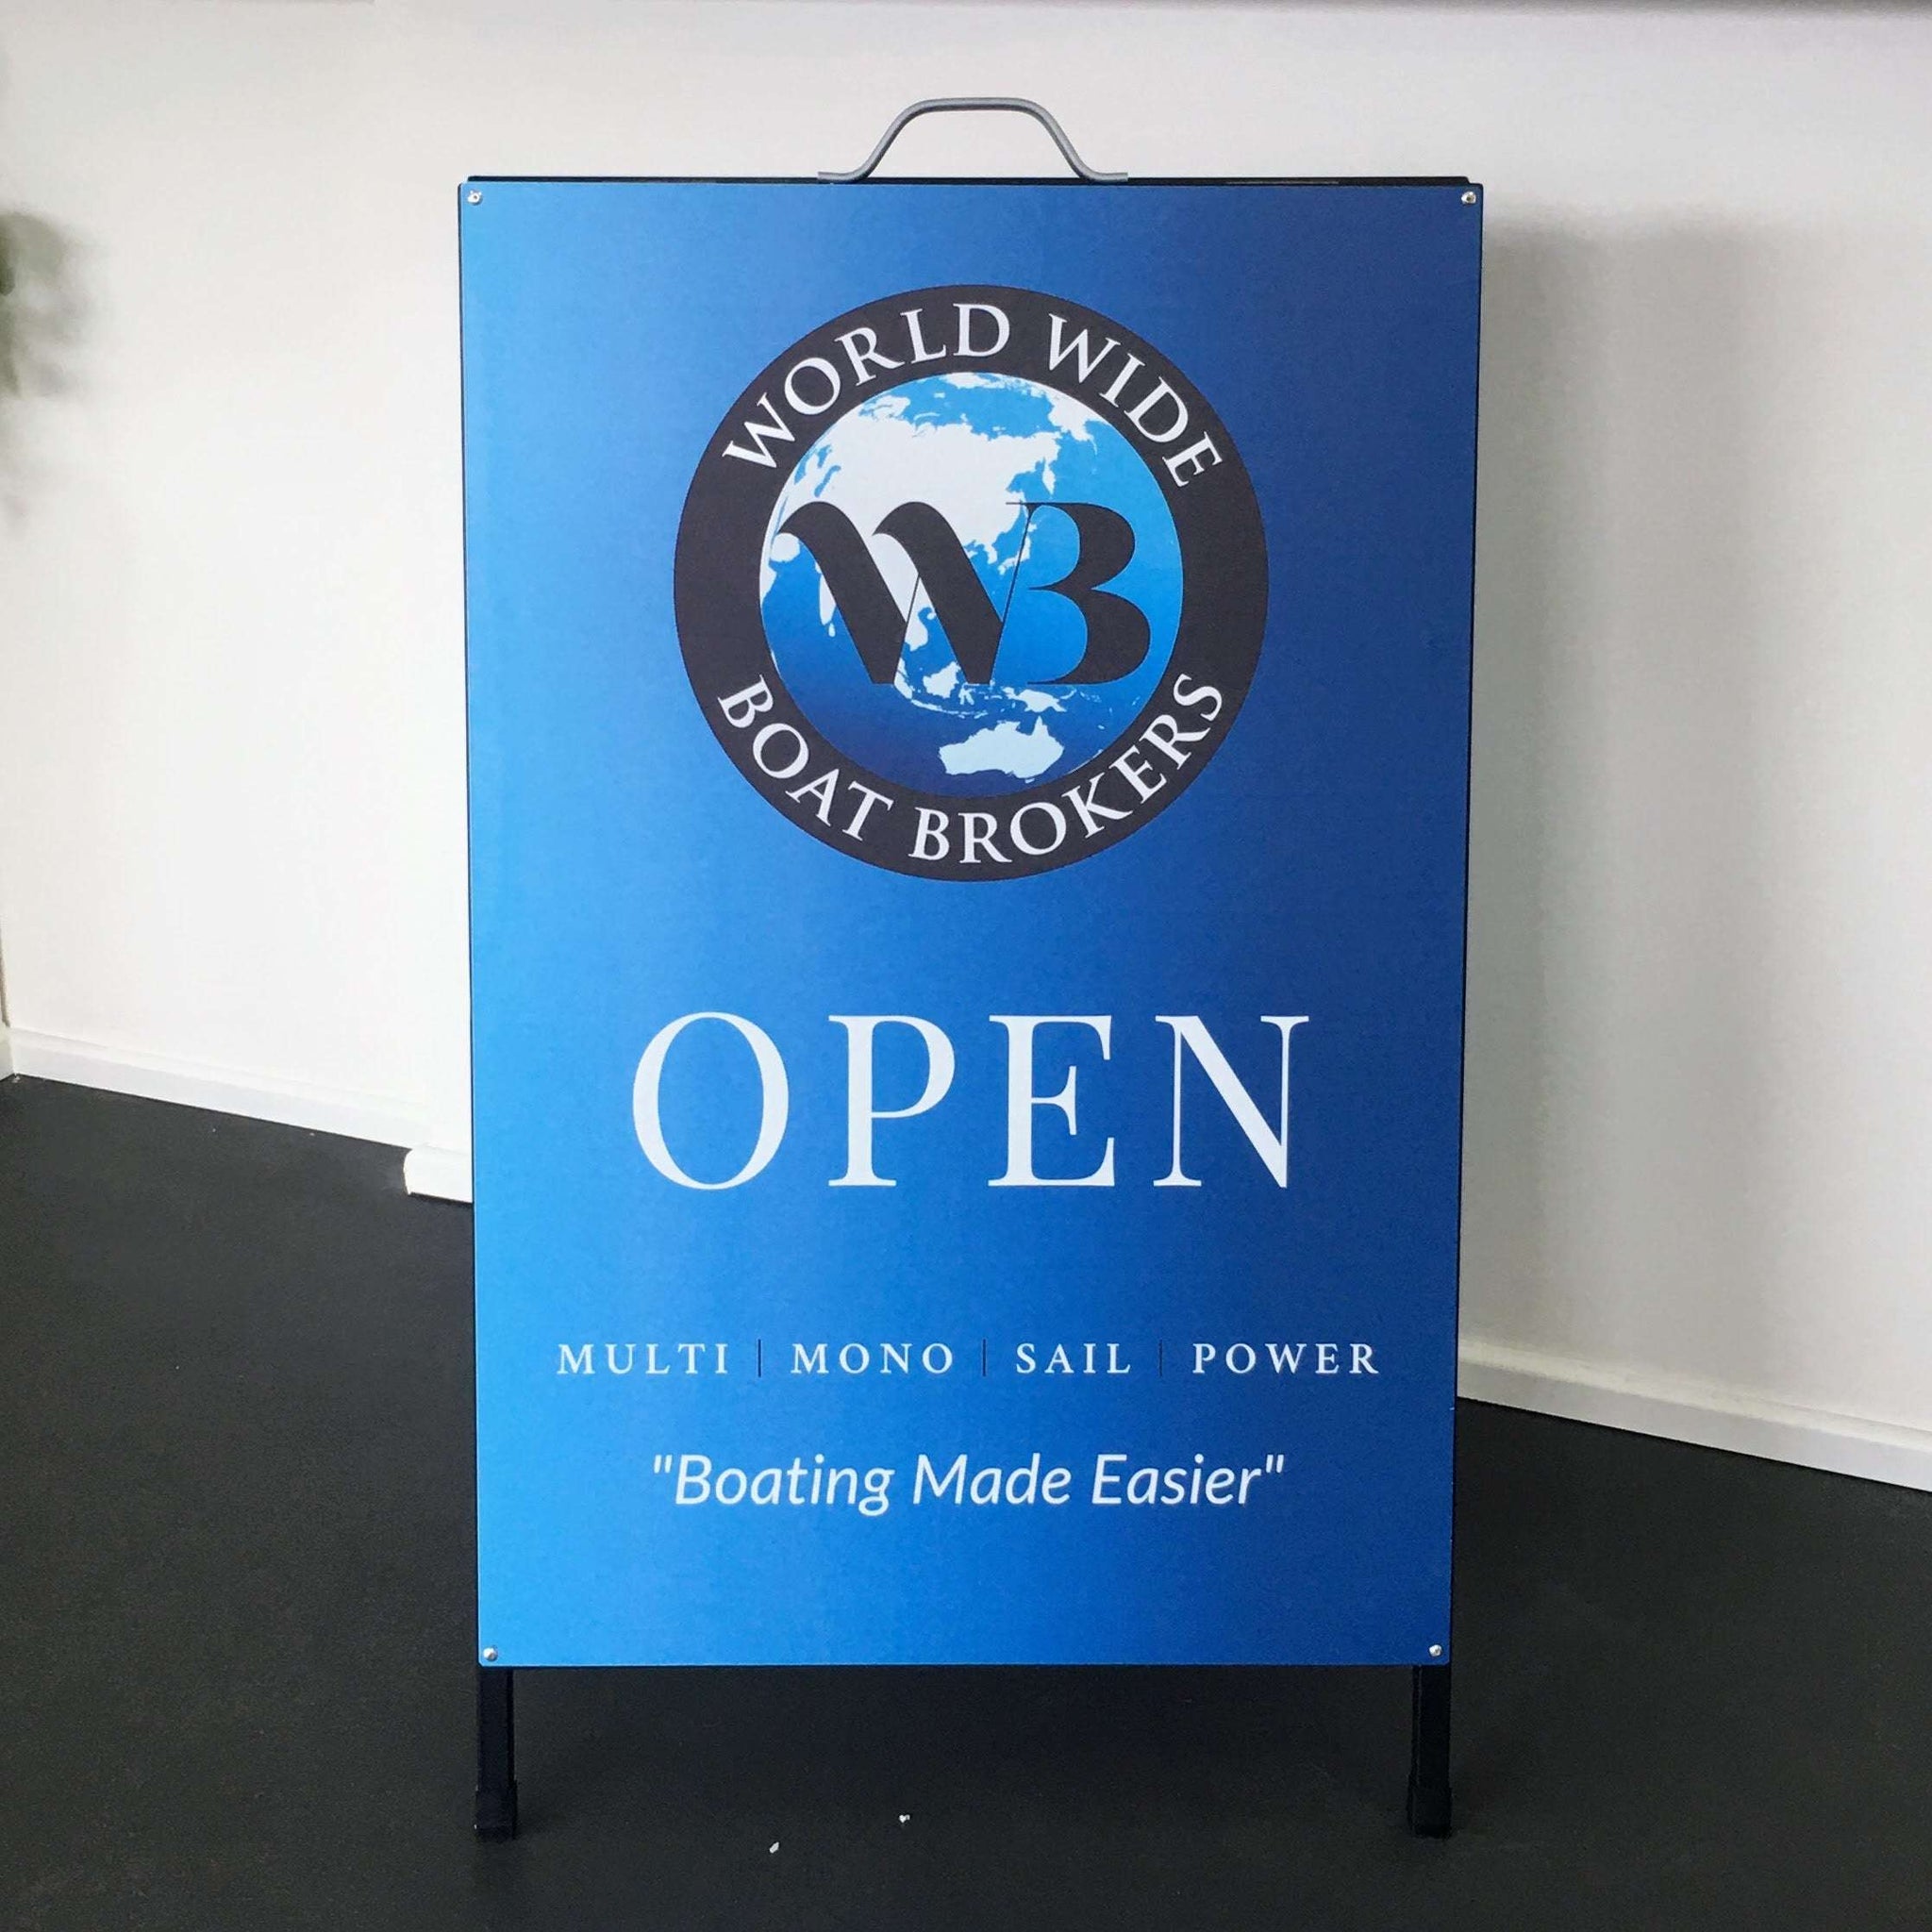 WORLD WIDE
WB
BOAT BROKERS
OPEN
MULTI | MONO | SAIL | POWER
"Boating Made Easier"